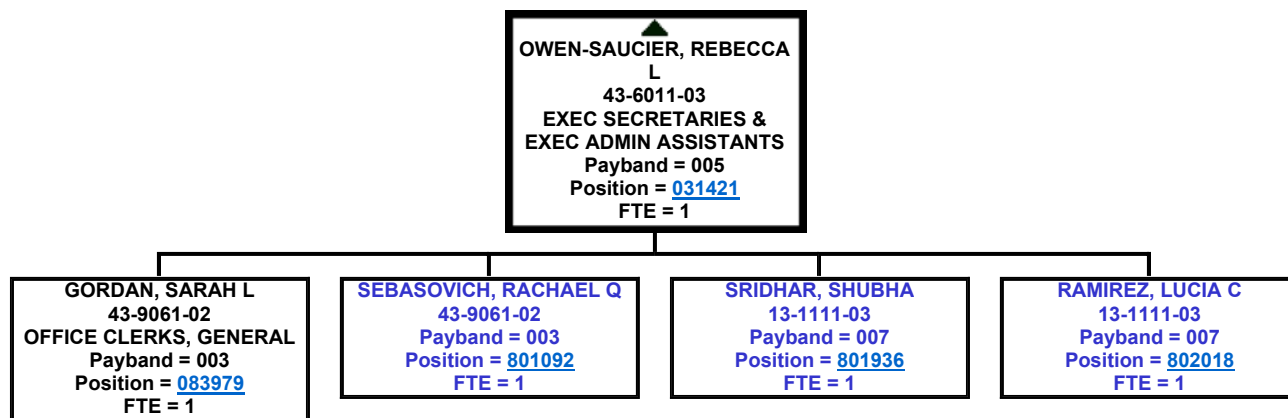 OWEN-SAUCIER, REBECCA
L
43-6011-03
EXEC SECRETARIES &
EXEC ADMIN ASSISTANTS
Payband = 005
Position = 031421
FTE = 1
GORDAN, SARAH L
43-9061-02
OFFICE CLERKS, GENERAL
Payband = 003
Position = 083979
FTE = 1
SEBASOVICH, RACHAEL Q
43-9061-02
Payband = 003
Position = 801092
FTE = 1
SRIDHAR, SHUBHA
13-1111-03
Payband = 007
Position = 801936
FTE = 1
RAMIREZ, LUCIA C
13-1111-03
Payband = 007
Position = 802018
FTE = 1